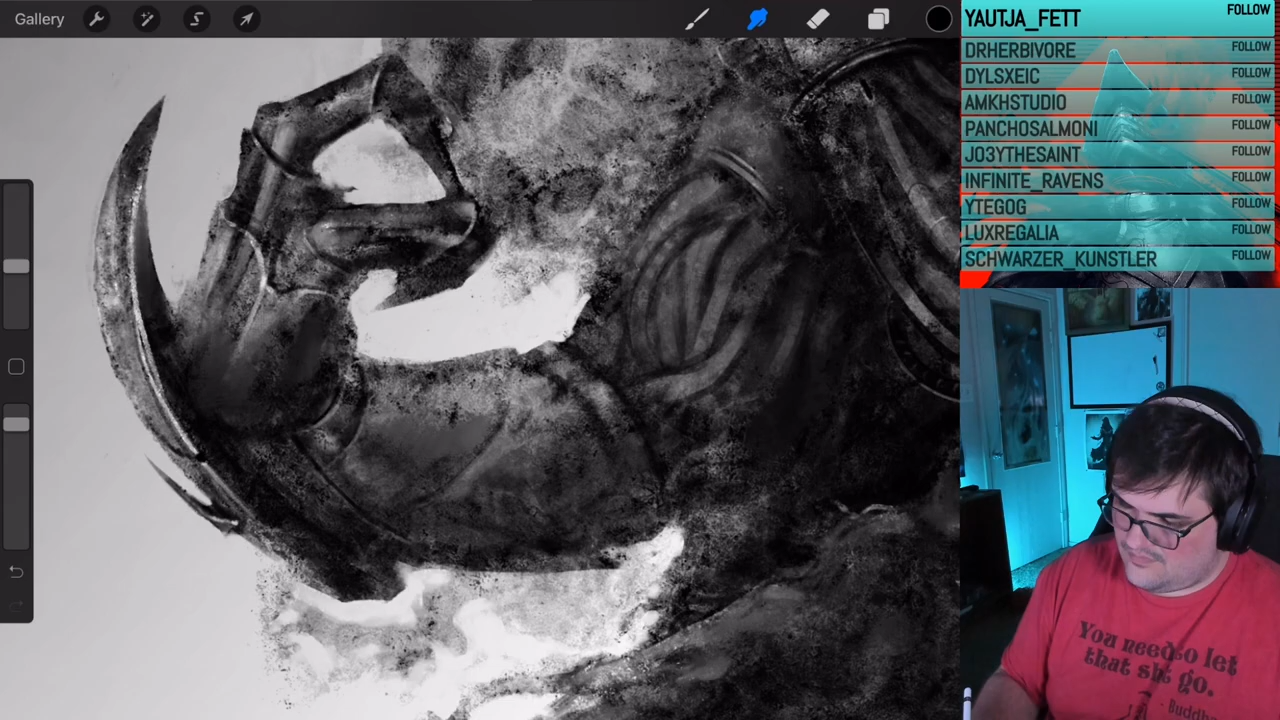 Gallery
YAUTJA_FETT FOLLOW
DRHERBIVORE FOLLOW
DYLSXEIC FOLLOW
AMKHSTUDIO FOLLOW
PANCHOSALMONI FOLLOW
JO3YTHESAINT FOLLOW
INFINITE_RAVENS FOLLOW
YTEGOG FOLLOW
LUXREGALIA FOLLOW
SCHWARZER_KUNSTLER FOLLOW
You need to let
that sh t go.
- Buddh